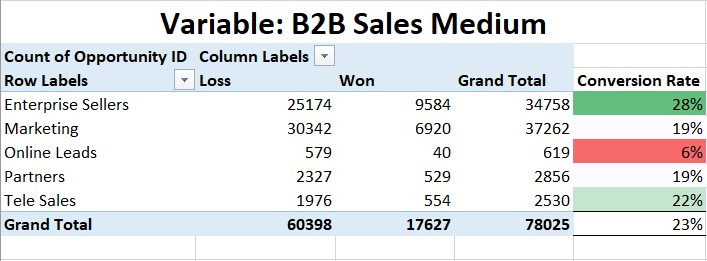 Variable: B2B Sales Medium
Count of Opportunity ID Column Labels
Row Labels Loss Won Grand Total Conversion Rate
Enterprise Sellers 25174 9584 34758 28%
Marketing 30342 6920 37262 19%
Online Leads 579 40 619 6%
Partners 2327 529 2856 19%
Tele Sales 1976 554 2530 22%
Grand Total 60398 17627 78025 23%